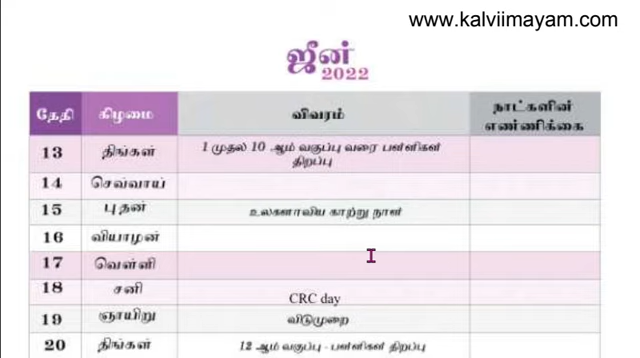 www.kalviimayam.com
ஜீன்
2022
தேதி கிழமை விவரம் நாட்களின்
எண்ணிக்கை
13 திங்கள் 1 முதல் 10 ஆம் வகுப்பு வரை பள்ளிகள்
திறப்பு
14 செவ்வாய்
15 புதன் உலகளாவிய காற்று நாள்
16 வியாழன்
17 வெள்ளி
18 சனி CRC day
19 ஞாயிறு விடுமுறை
20 திங்கள் 12 ஆம் வகுப்பு - பள்ளிகள் திறப்பு